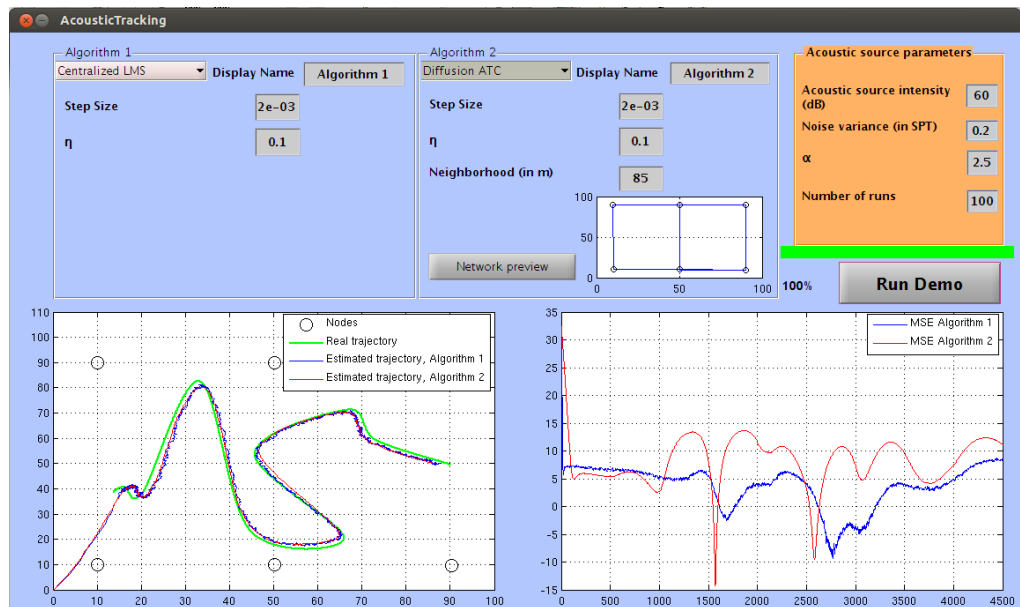 AcousticTracking
Algorithm 1
Centralized LMS
Display Name
Algorithm 1
Step Size
2e-03
η
0.1
Algorithm 2
Diffusion ATC
Display Name
Algorithm 2
Step Size
2e-03
η
0.1
Neighborhood (in m)
85
Network preview
100
50
0
0 50 100
Acoustic source parameters
Acoustic source intensity
(dB)
60
Noise variance (in SPT)
0.2
α
2.5
Number of runs
100
100%
Run Demo
110
100
90
80
70
60
50
40
30
20
10
0
0 10 20 30 40 50 60 70 80 90 100
Nodes
Real trajectory
Estimated trajectory, Algorithm 1
Estimated trajectory, Algorithm 2
35
30
25
20
15
10
5
0
-5
-10
-15
0 500 1000 1500 2000 2500 3000 3500 4000 4500
MSE Algorithm 1
MSE Algorithm 2